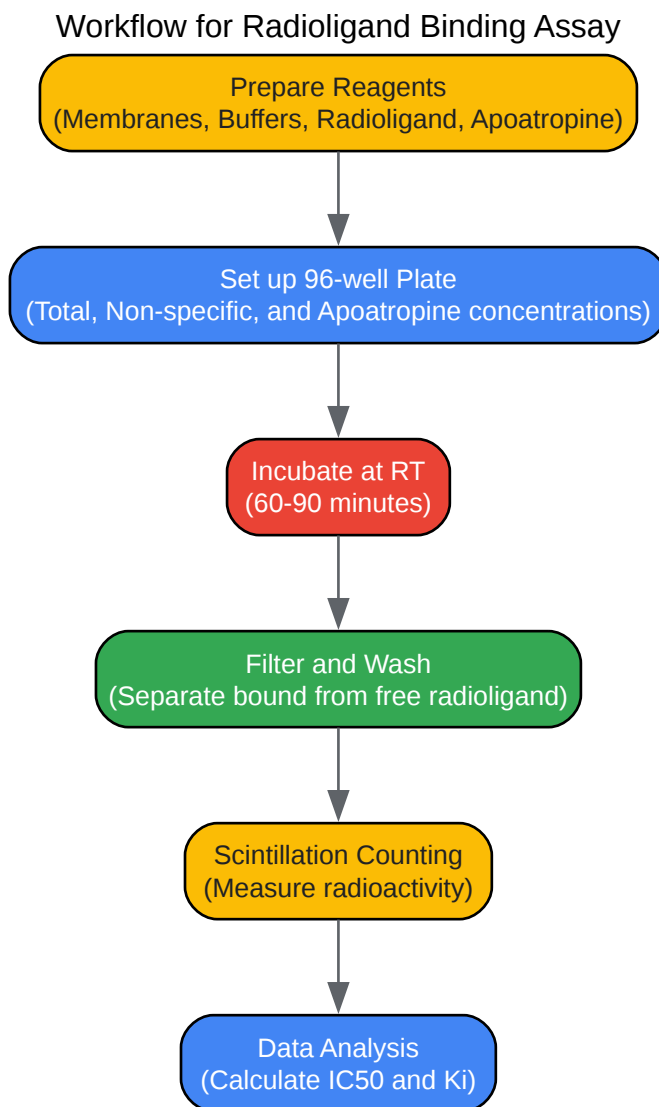 Workflow for Radioligand Binding Assay
Prepare Reagents
(Membranes, Buffers, Radioligand, Apoatropine)
Set up 96-well Plate
(Total, Non-specific, and Apoatropine concentrations)
Incubate at RT
(60-90 minutes)
Filter and Wash
(Separate bound from free radioligand)
Scintillation Counting
(Measure radioactivity)
Data Analysis
(Calculate IC50 and Ki)